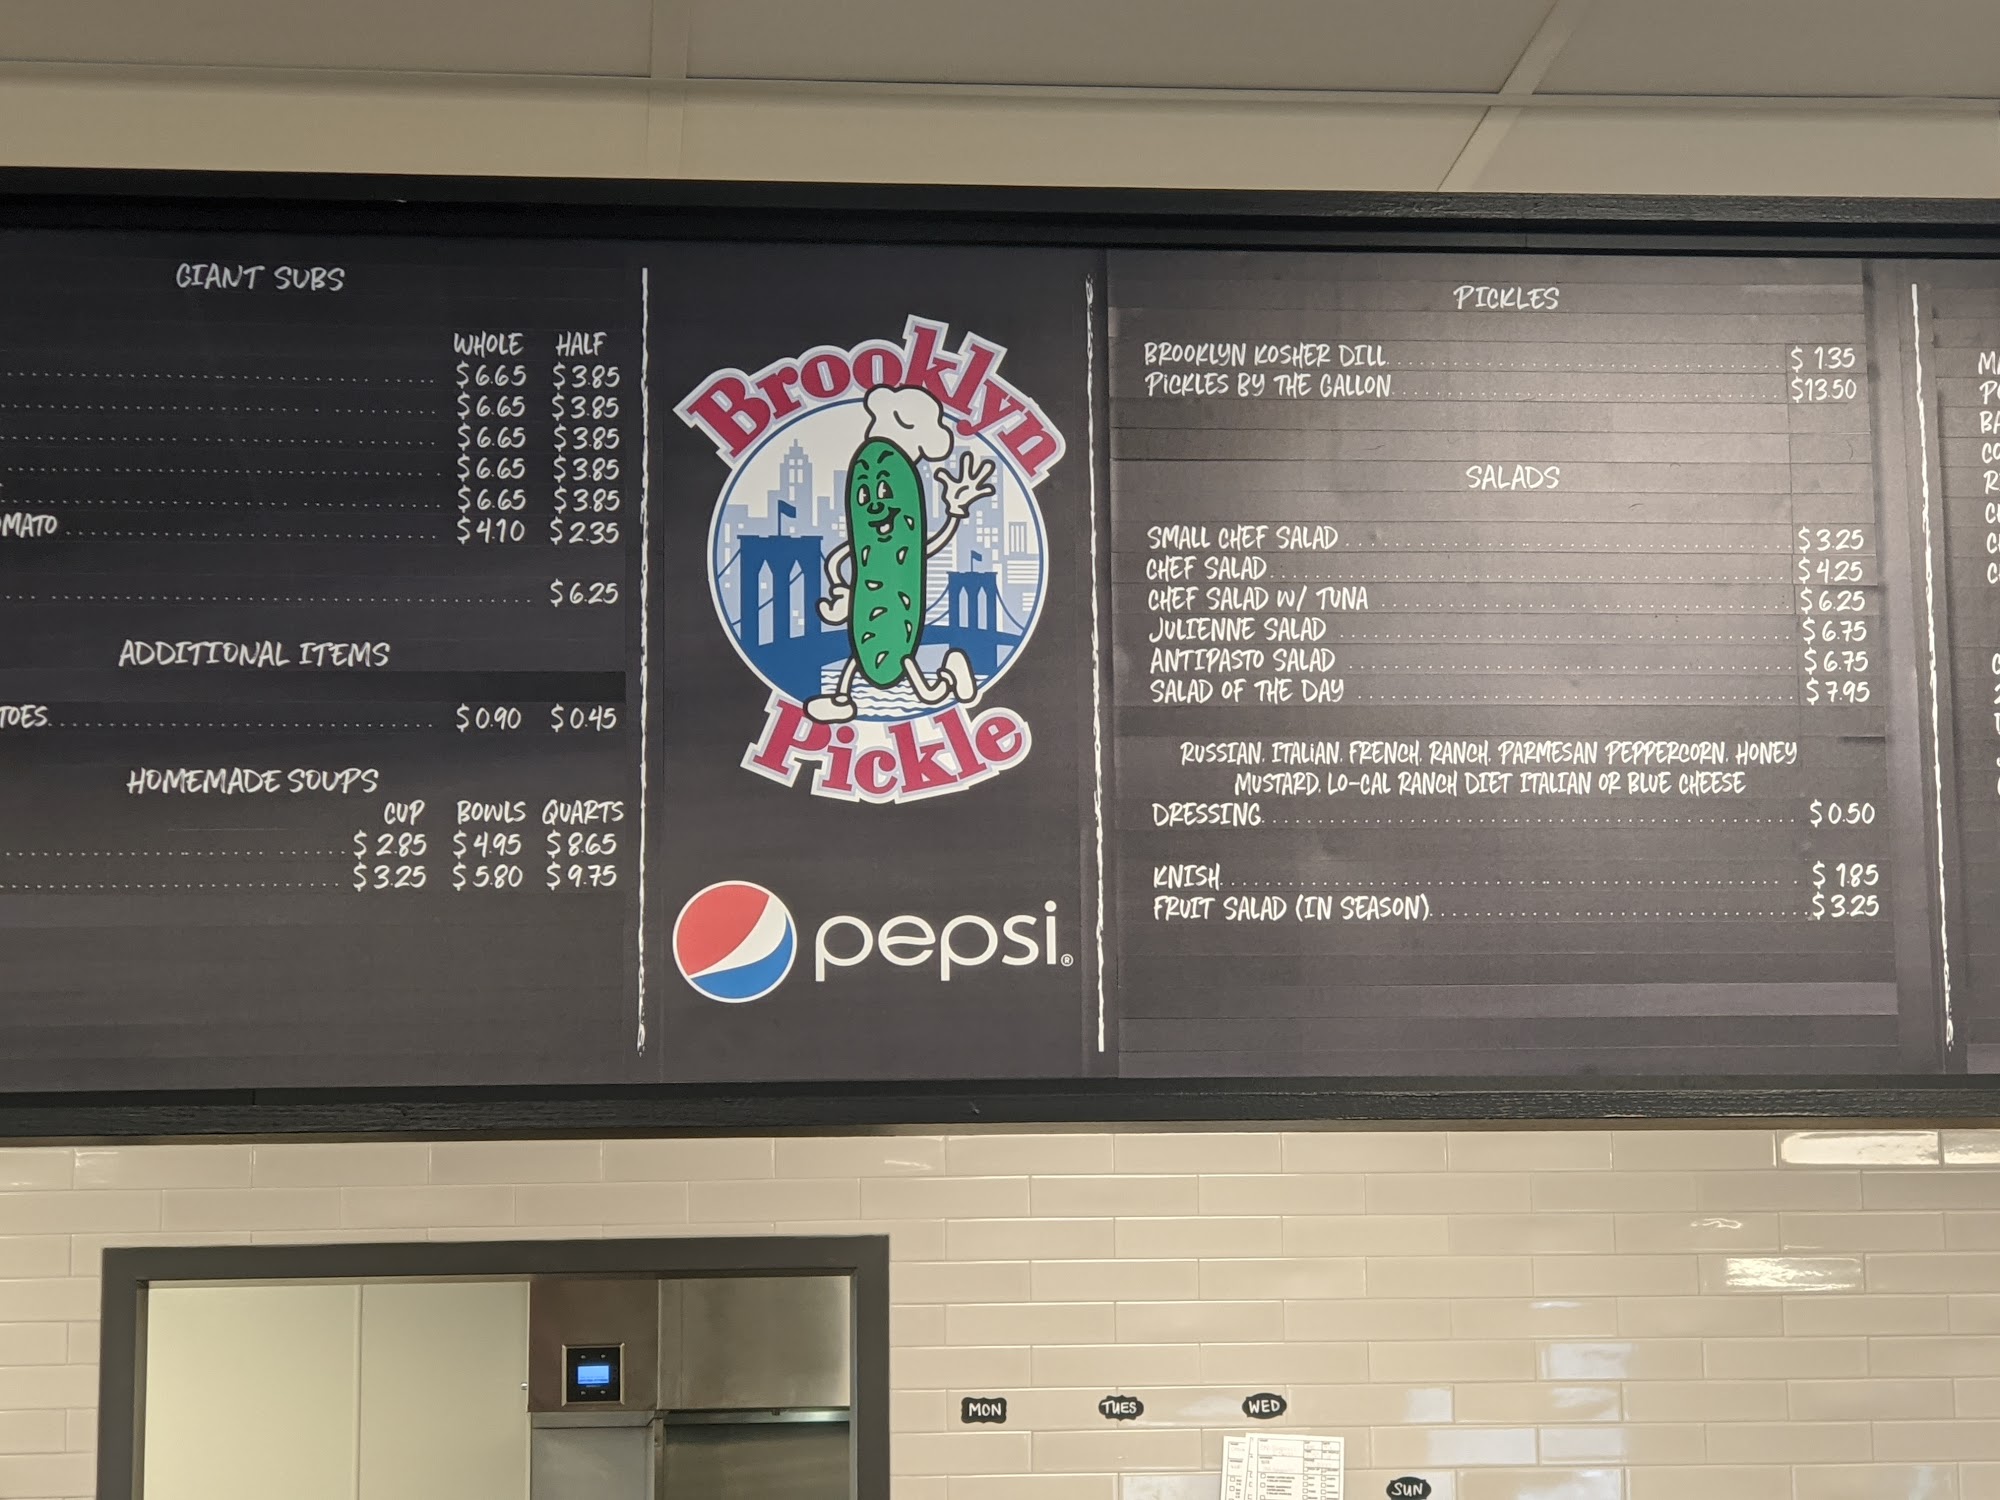 GIANT SUBS
WHOLE HALF
$6.65 $3.85
$6.65 $3.85
$6.65 $3.85
$6.65 $3.85
$6.65 $3.85
MATO $4.10 $2.35
$6.25
ADDITIONAL ITEMS
TOES $0.90 $0.45
HOMEMADE SOUPS
CUP BOWLS QUARTS
$2.85 $4.95 $8.65
$3.25 $5.80 $9.75
Brooklyn
Pickle
pepsi®
PICKLES
BROOKLYN KOSHER DILL $1.35
PICKLES BY THE GALLON $13.50
SALADS
SMALL CHEF SALAD $3.25
CHEF SALAD $4.25
CHEF SALAD W/ TUNA $6.25
JULIENNE SALAD $6.75
ANTIPASTO SALAD $6.75
SALAD OF THE DAY $7.95
RUSSIAN, ITALIAN, FRENCH, RANCH, PARMESAN PEPPERCORN, HONEY
MUSTARD, LO-CAL RANCH DIET ITALIAN OR BLUE CHEESE
DRESSING $0.50
KNISH $1.85
FRUIT SALAD (IN SEASON) $3.25
MON
TUES
WED
SUN